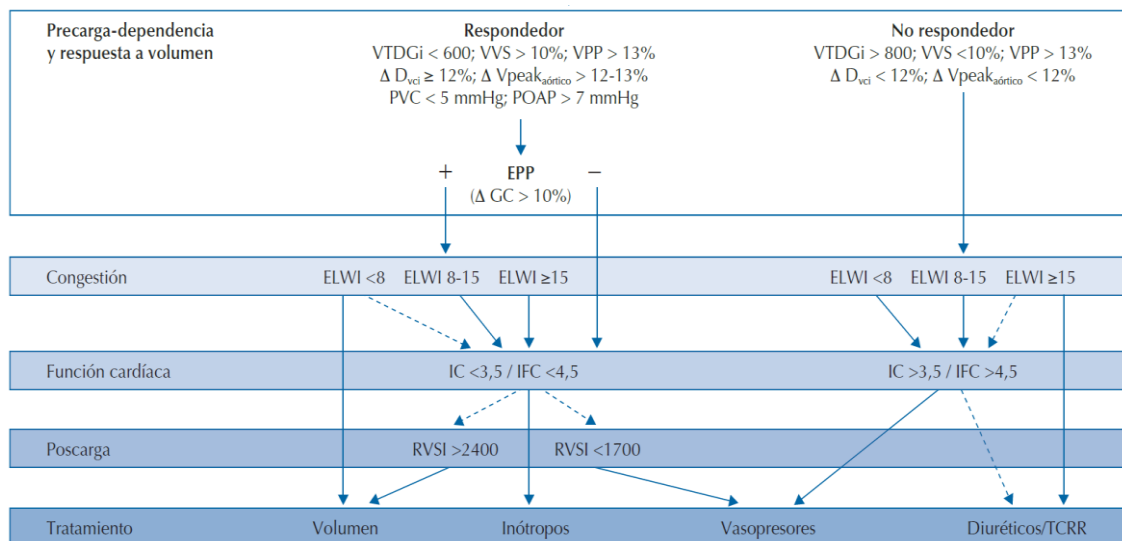 Precarga-dependencia
y respuesta a volumen
Respondedor
VTDGi < 600; VVS > 10%; VPP > 13%
Δ Dvci ≥ 12%; Δ Vpeakaórtico > 12-13%
PVC < 5 mmHg; POAP > 7 mmHg
+ EPP −
(Δ GC > 10%)
No respondedor
VTDGi > 800; VVS <10%; VPP > 13%
Δ Dvci < 12%; Δ Vpeakaórtico < 12%
Congestión ELWI <8 ELWI 8-15 ELWI ≥15 ELWI <8 ELWI 8-15 ELWI ≥15
Función cardíaca IC <3,5 / IFC <4,5 IC >3,5 / IFC >4,5
Poscarga RVSI >2400 RVSI <1700
Tratamiento Volumen Inótropos Vasopresores Diuréticos/TCRR